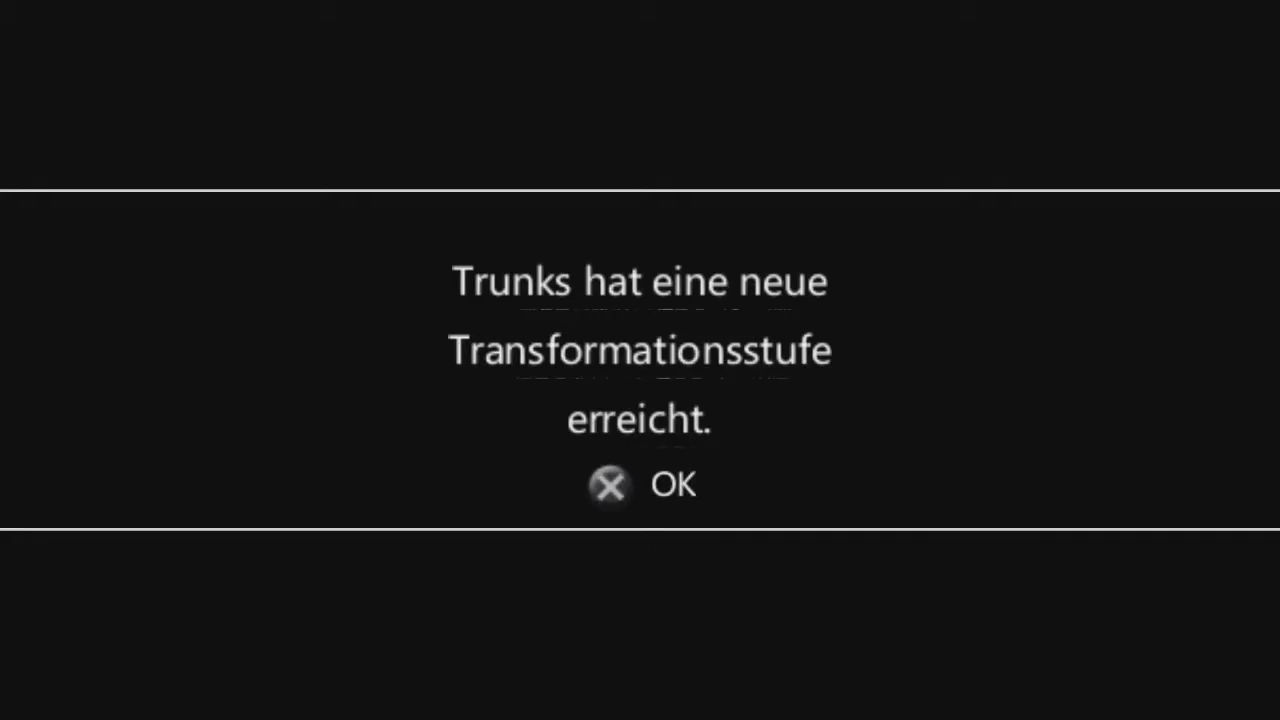 Trunks hat eine neue
Transformationsstufe
erreicht.
OK